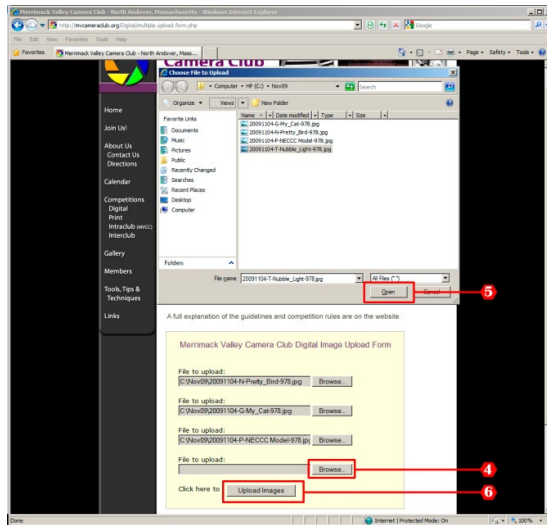 Merrimack Valley Camera Club - North Andover, Massachusetts - Windows Internet Explorer
http://mvcameraclub.org/Digital/multiple.upload.form.php
Google
File Edit View Favorites Tools Help
Favorites
Merrimack Valley Camera Club - North Andover, Mass...
Page Safety Tools
Camera Club
Choose File to Upload
Computer HP (C:) Nov09
Search
Organize Views New Folder
Favorite Links
Documents
Music
Pictures
Public
Recently Changed
Searches
Recent Places
Desktop
Computer
Folders
Name Date modified Type Size
20091104-G-My_Cat-978.jpg
20091104-N-Pretty_Bird-978.jpg
20091104-P-NECCC Model-978.jpg
20091104-T-Nubble_Light-978.jpg
File name: 20091104-T-Nubble_Light-978.jpg
All Files (*.*)
Open Cancel
5
Home
Join Us!
About Us
Contact Us
Directions
Calendar
Competitions
Digital
Print
Intraclub (MVCC)
Interclub
Gallery
Members
Tools, Tips &
Techniques
Links
A full explanation of the guidelines and competition rules are on the website.
Merrimack Valley Camera Club Digital Image Upload Form
File to upload:
C:\Nov09\20091104-N-Pretty_Bird-978.jpg Browse...
File to upload:
C:\Nov09\20091104-G-My_Cat-978.jpg Browse...
File to upload:
C:\Nov09\20091104-P-NECCC Model-978.jpg Browse...
File to upload:
Browse...
4
Click here to Upload Images
6
Done
Internet | Protected Mode: On
100%